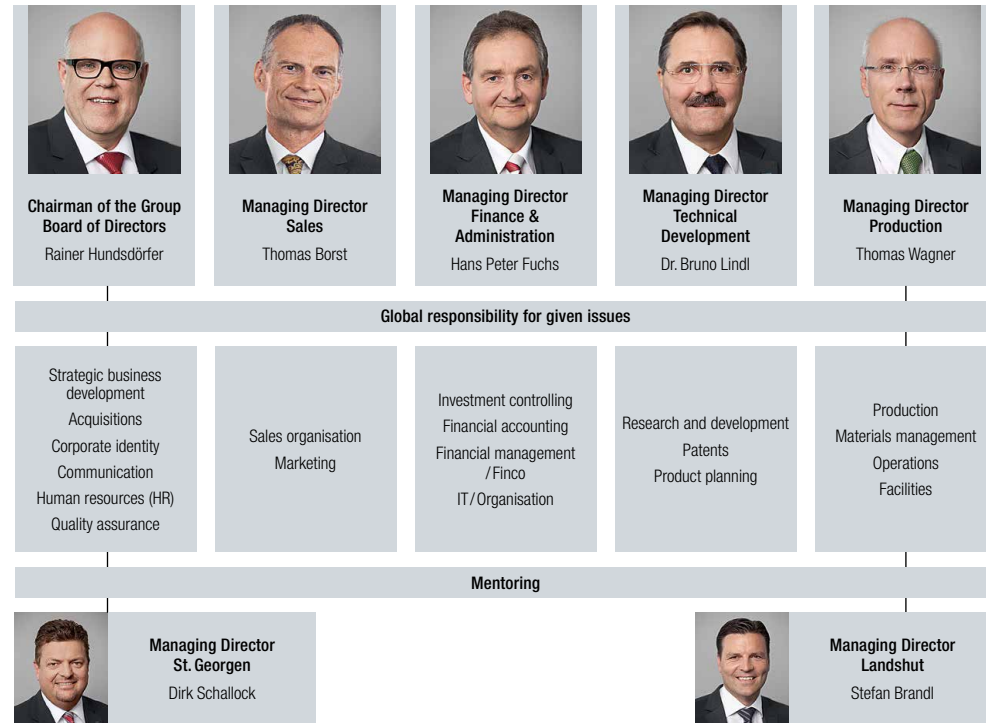 Chairman of the Group
Board of Directors
Rainer Hundsdörfer
Managing Director
Sales
Thomas Borst
Managing Director
Finance &
Administration
Hans Peter Fuchs
Managing Director
Technical
Development
Dr. Bruno Lindl
Managing Director
Production
Thomas Wagner
Global responsibility for given issues
Strategic business
development
Acquisitions
Corporate identity
Communication
Human resources (HR)
Quality assurance
Sales organisation
Marketing
Investment controlling
Financial accounting
Financial management
/ Finco
IT / Organisation
Research and development
Patents
Product planning
Production
Materials management
Operations
Facilities
Mentoring
Managing Director
St. Georgen
Dirk Schallock
Managing Director
Landshut
Stefan Brandl